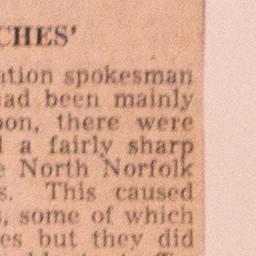 CHES'
ation spokesman
ad been mainly
oon, there were
a fairly sharp
e North Norfolk
s. This caused
s, some of which
es but they did